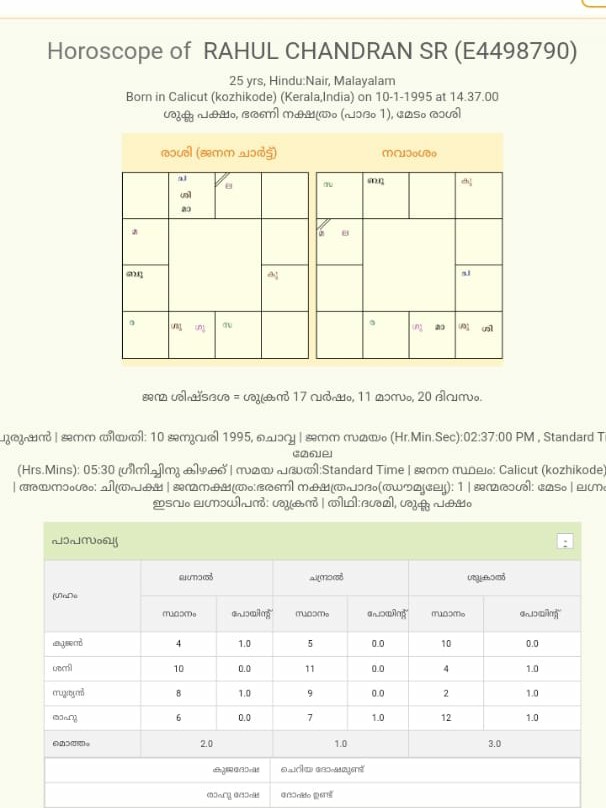 Horoscope of RAHUL CHANDRAN SR (E4498790)
25 yrs, Hindu:Nair, Malayalam
Born in Calicut (kozhikode) (Kerala,India) on 10-1-1995 at 14.37.00
ശുക്ല പക്ഷം, ഭരണി നക്ഷത്രം (പാദം 1), മേടം രാശി
രാശി (ജനന ചാർട്ട്) നവാംശം
ച ല സ ബു കു
ശി
മാ
മ മ ല
ബു കു ച
ഗു ശു സ ഗു മാ ശു ശി
ജന്മ ശിഷ്ടദശ = ശുക്രൻ 17 വർഷം, 11 മാസം, 20 ദിവസം.
പുരുഷൻ | ജനന തീയതി: 10 ജനുവരി 1995, ചൊവ്വ | ജനന സമയം (Hr.Min.Sec):02:37:00 PM , Standard Ti
മേഖല
(Hrs.Mins): 05:30 ഗ്രീനിച്ചിനു കിഴക്ക് | സമയ പദ്ധതി:Standard Time | ജനന സ്ഥലം: Calicut (kozhikode)
| അയനാംശം: ചിത്രപക്ഷ | ജന്മനക്ഷത്രം:ഭരണി നക്ഷത്രപാദം(ഝൗമൃല്ലേ): 1 | ജന്മരാശി: മേടം | ലഗ്നം
ഇടവം ലഗ്നാധിപൻ: ശുക്രൻ | തിഥി:ദശമി, ശുക്ല പക്ഷം
പാപസംഖ്യ
ഗ്രഹം ലഗ്നാൽ ചന്ദ്രാൽ ശുക്രാൽ
സ്ഥാനം പോയിന്റ് സ്ഥാനം പോയിന്റ് സ്ഥാനം പോയിന്റ്
കുജൻ 4 1.0 5 0.0 10 0.0
ശനി 10 0.0 11 0.0 4 1.0
സൂര്യൻ 8 1.0 9 0.0 2 1.0
രാഹു 6 0.0 7 1.0 12 1.0
മൊത്തം 2.0 1.0 3.0
കുജദോഷ ചെറിയ ദോഷമുണ്ട്
രാഹു ദോഷ ദോഷം ഉണ്ട്